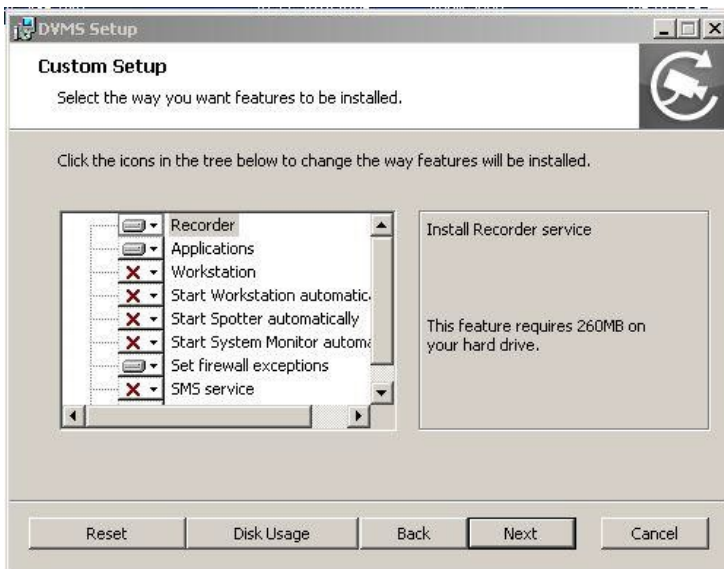 DVMS Setup
Custom Setup
Select the way you want features to be installed.
Click the icons in the tree below to change the way features will be installed.
Recorder
Applications
Workstation
Start Workstation automatic
Start Spotter automatically
Start System Monitor automa
Set firewall exceptions
SMS service
Install Recorder service
This feature requires 260MB on
your hard drive.
Reset
Disk Usage
Back
Next
Cancel